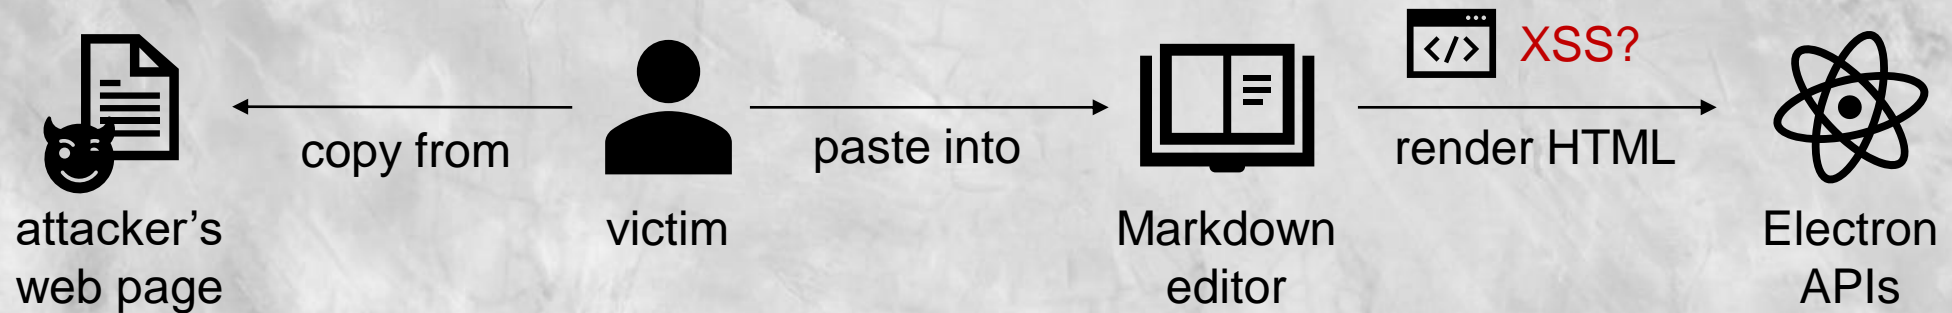 </> XSS?
copy from
paste into
render HTML
attacker’s
web page
victim
Markdown
editor
Electron
APIs